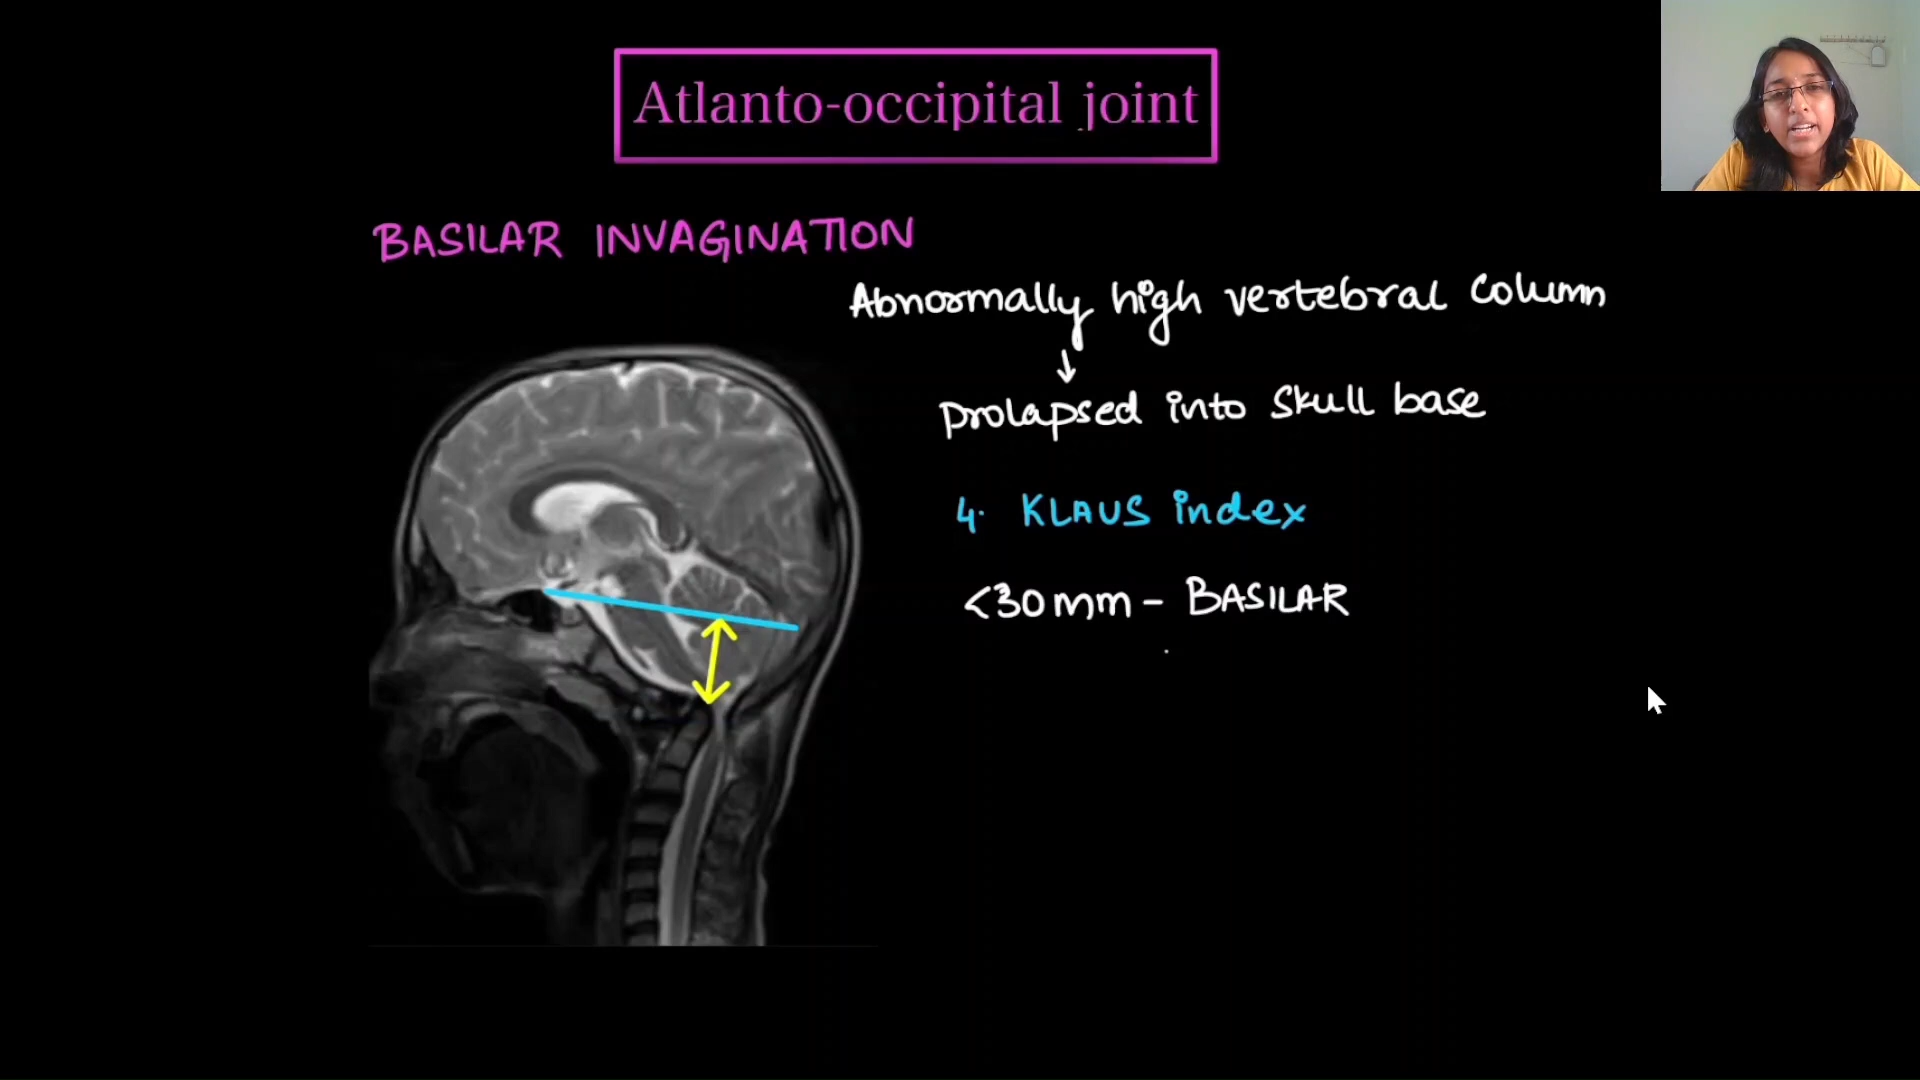 Atlanto-occipital joint
BASILAR INVAGINATION
Abnormally high vertebral column
↓
prolapsed into skull base
4. KLAUS index
<30mm - BASILAR